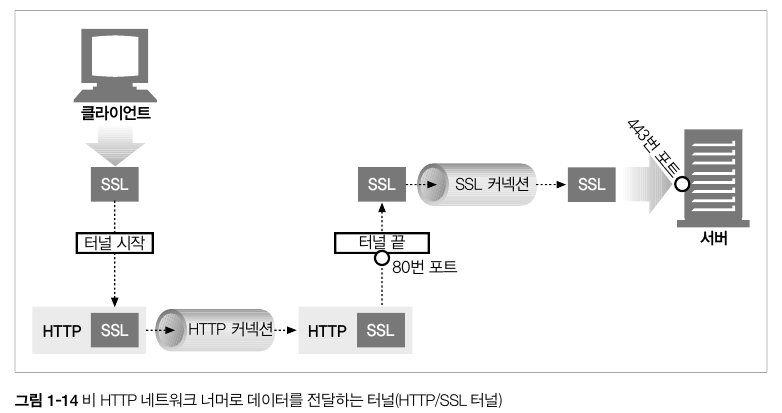 클라이언트
SSL
터널 시작
HTTP SSL
HTTP 커넥션
HTTP SSL
80번 포트
터널 끝
SSL
SSL 커넥션
SSL
443번 포트
서버
그림 1-14 비 HTTP 네트워크 너머로 데이터를 전달하는 터널(HTTP/SSL 터널)